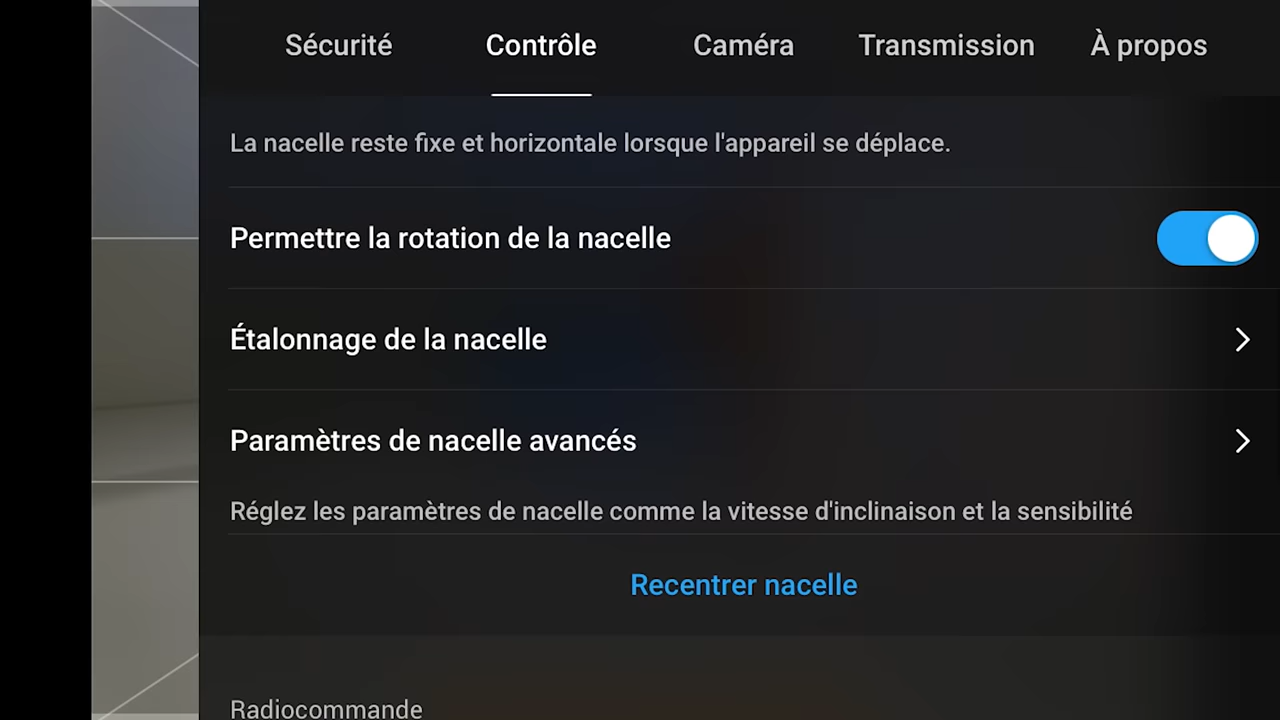 Sécurité Contrôle Caméra Transmission À propos
La nacelle reste fixe et horizontale lorsque l'appareil se déplace.
Permettre la rotation de la nacelle
Étalonnage de la nacelle
Paramètres de nacelle avancés
Réglez les paramètres de nacelle comme la vitesse d'inclinaison et la sensibilité
Recentrer nacelle
Radiocommande